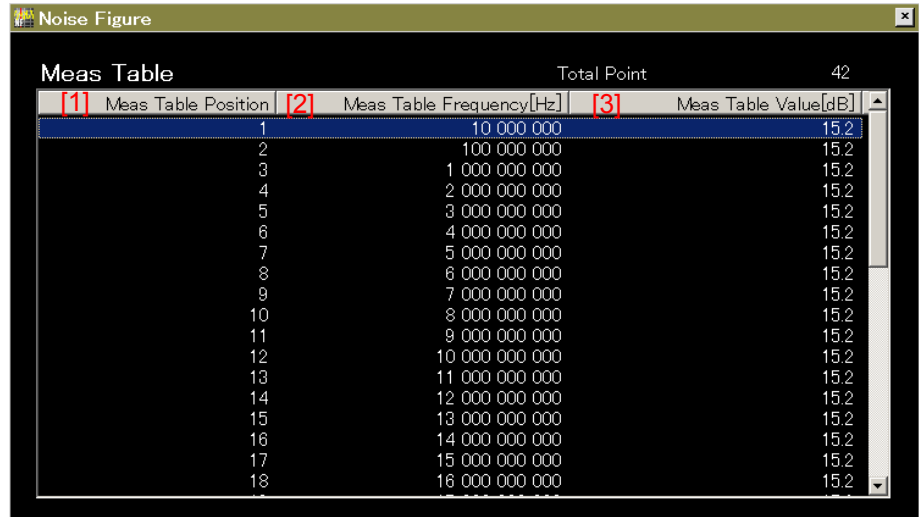 Noise Figure
Meas Table Total Point 42
[1] Meas Table Position [2] Meas Table Frequency[Hz] [3] Meas Table Value[dB]
1 10 000 000 15.2
2 100 000 000 15.2
3 1 000 000 000 15.2
4 2 000 000 000 15.2
5 3 000 000 000 15.2
6 4 000 000 000 15.2
7 5 000 000 000 15.2
8 6 000 000 000 15.2
9 7 000 000 000 15.2
10 8 000 000 000 15.2
11 9 000 000 000 15.2
12 10 000 000 000 15.2
13 11 000 000 000 15.2
14 12 000 000 000 15.2
15 13 000 000 000 15.2
16 14 000 000 000 15.2
17 15 000 000 000 15.2
18 16 000 000 000 15.2